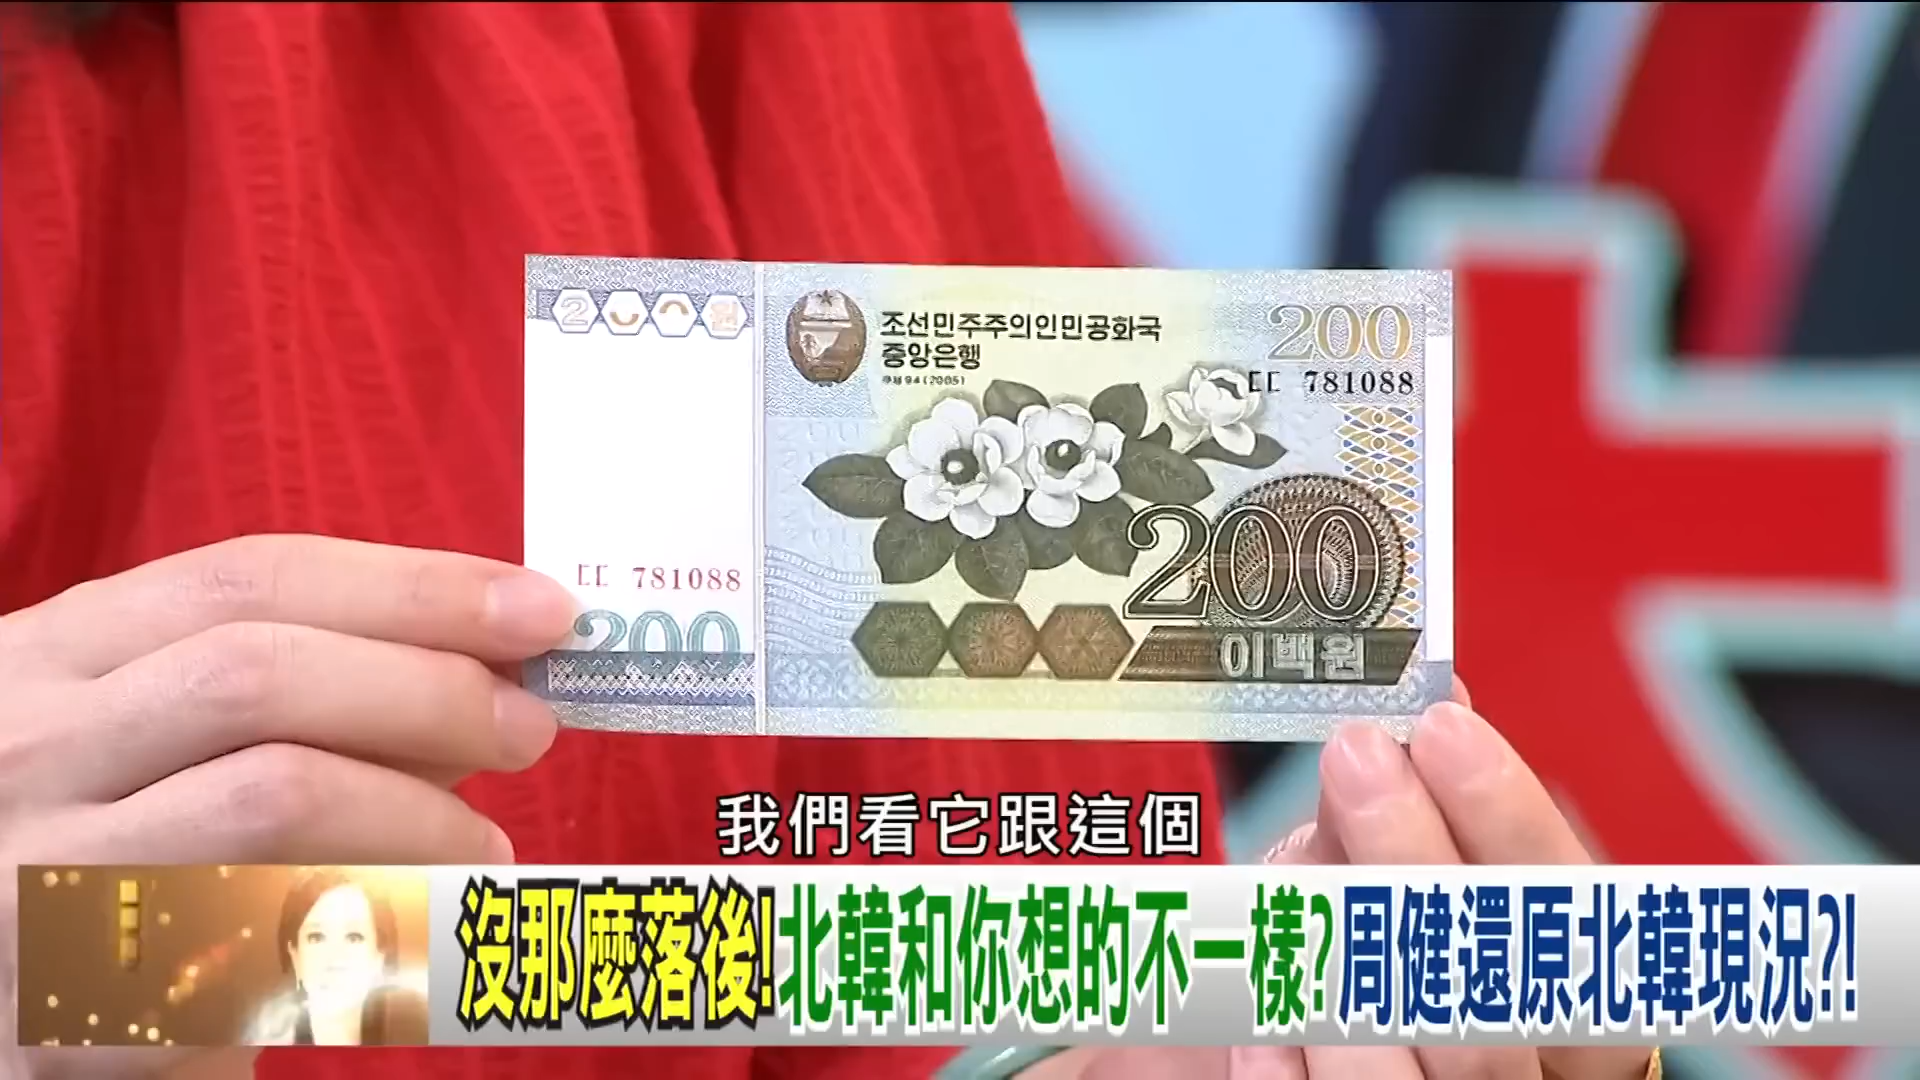 2 원
조선민주주의인민공화국
중앙은행
주체94(2005)
200
ㄷㄷ 781088
ㄷㄷ 781088
200
200
이백원
我們看它跟這個
沒那麼落後!北韓和你想的不一樣?周健還原北韓現況?!